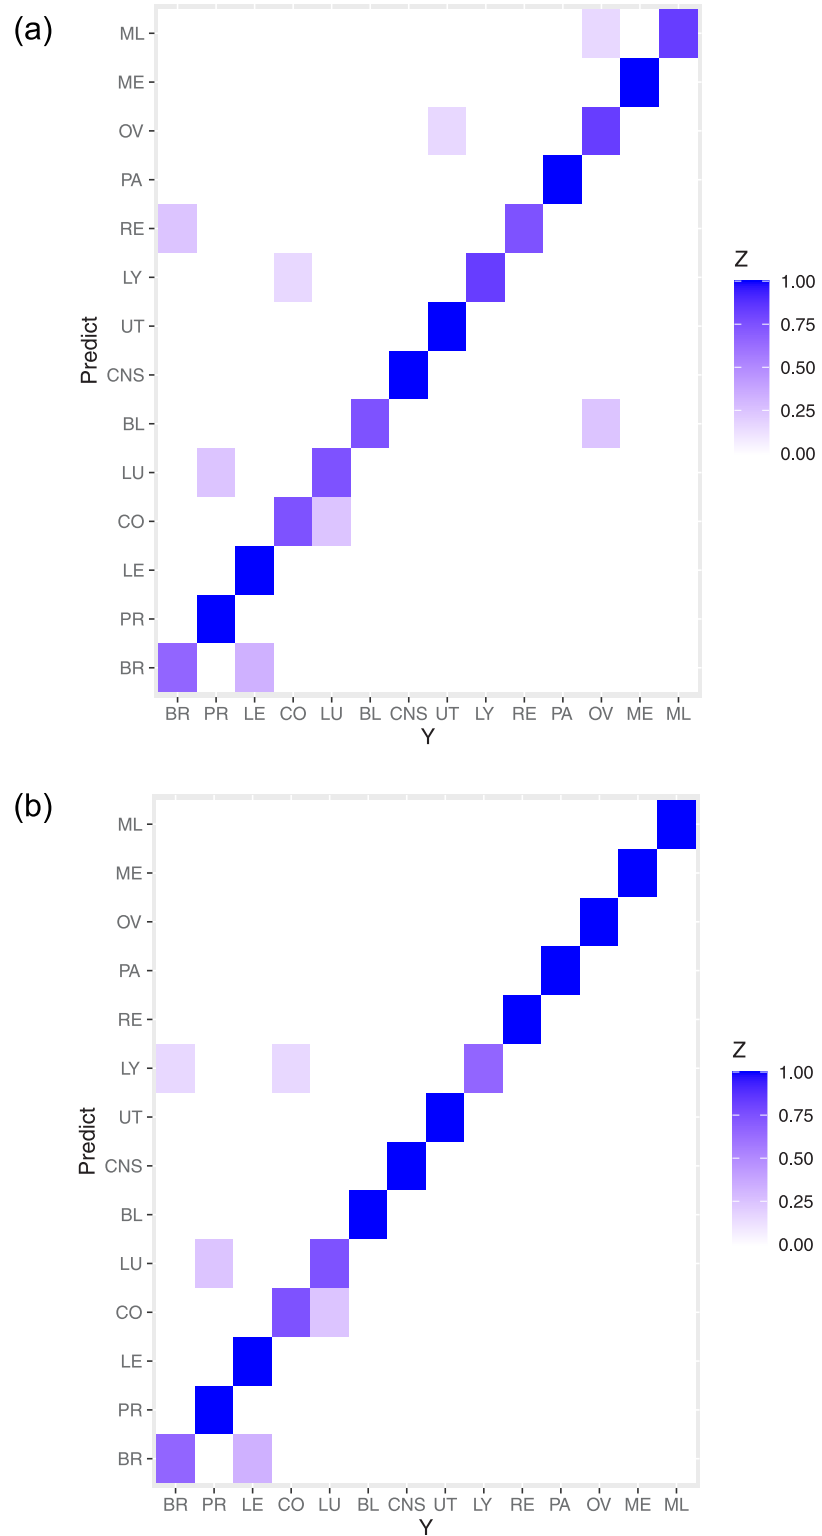 (a)
ML
ME
OV
PA
RE
LY
UT
CNS
BL
LU
CO
LE
PR
BR
Predict
BR PR LE CO LU BL CNS UT LY RE PA OV ME ML
Y
Z
1.00
0.75
0.50
0.25
0.00
(b)
ML
ME
OV
PA
RE
LY
UT
CNS
BL
LU
CO
LE
PR
BR
Predict
BR PR LE CO LU BL CNS UT LY RE PA OV ME ML
Y
Z
1.00
0.75
0.50
0.25
0.00